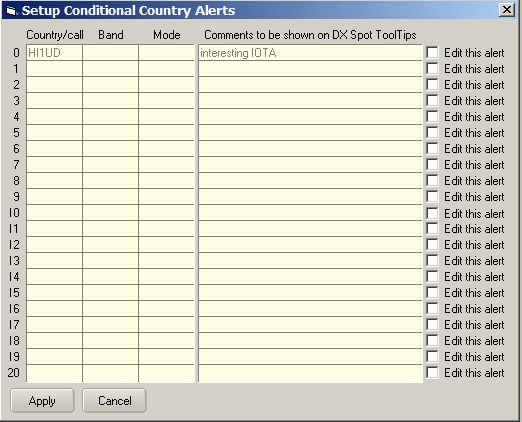 Setup Conditional Country Alerts
Country/call Band Mode Comments to be shown on DX Spot ToolTips
0 HI1UD interesting IOTA Edit this alert
1 Edit this alert
2 Edit this alert
3 Edit this alert
4 Edit this alert
5 Edit this alert
6 Edit this alert
7 Edit this alert
8 Edit this alert
9 Edit this alert
10 Edit this alert
11 Edit this alert
12 Edit this alert
13 Edit this alert
14 Edit this alert
15 Edit this alert
16 Edit this alert
17 Edit this alert
18 Edit this alert
19 Edit this alert
20 Edit this alert
Apply Cancel